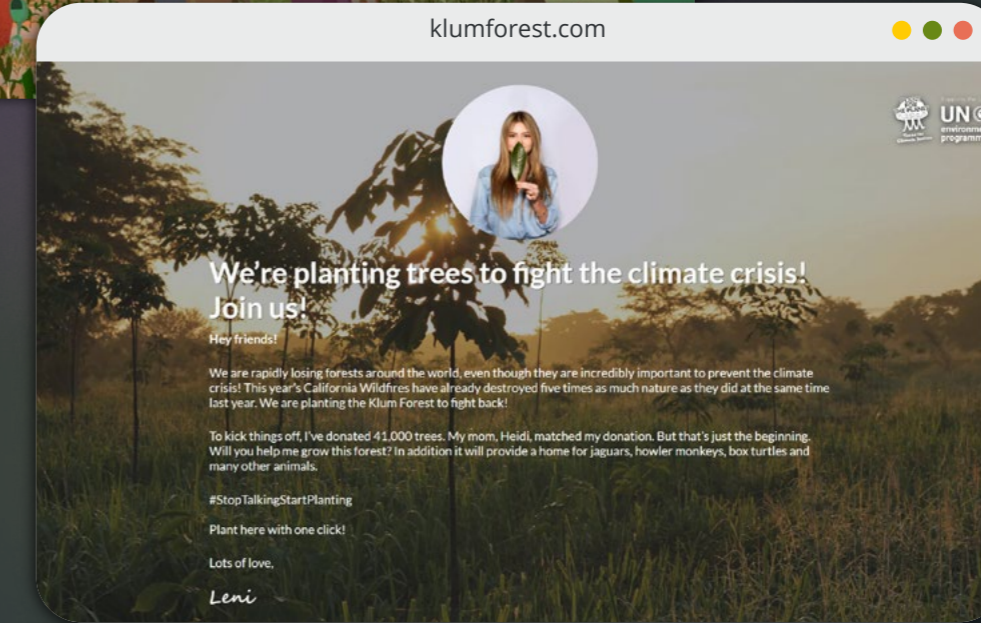 klumforest.com
UN
environme
programm
We're planting trees to fight the climate crisis!
Join us!
Hey friends!
We are rapidly losing forests around the world, even though they are incredibly important to prevent the climate
crisis! This year's California Wildfires have already destroyed five times as much nature as they did at the same time
last year. We are planting the Klum Forest to fight back!
To kick things off, I've donated 41,000 trees. My mom, Heidi, matched my donation. But that's just the beginning.
Will you help me grow this forest? In addition it will provide a home for jaguars, howler monkeys, box turtles and
many other animals.
#StopTalkingStartPlanting
Plant here with one click!
Lots of love,
Leni